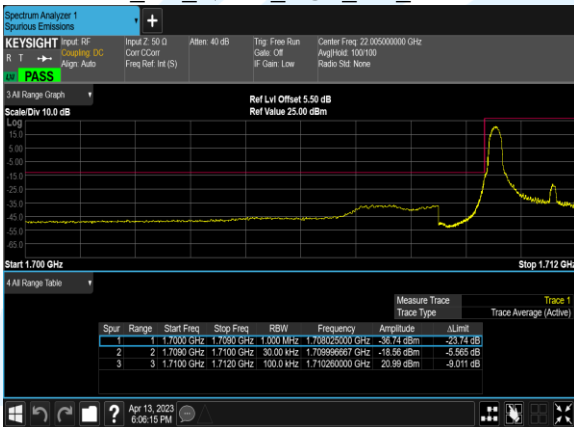 Spectrum Analyzer 1
Spurious Emissions
KEYSIGHT Input: RF Input Z: 50 Ω Atten: 40 dB Trig: Free Run Center Freq: 22.005000000 GHz
R T Coupling: DC Corr CCorr Gate: Off Avg|Hold: 100/100
Align: Auto Freq Ref: Int (S) IF Gain: Low Radio Std: None
PASS
3 All Range Graph
Ref Lvl Offset 5.50 dB
Scale/Div 10.0 dB Ref Value 25.00 dBm
Log
15.0
5.00
-5.00
-15.0
-25.0
-35.0
-45.0
-55.0
-65.0
Start 1.700 GHz Stop 1.712 GHz
4 All Range Table
Measure Trace Trace 1
Trace Type Trace Average (Active)
Spur Range Start Freq Stop Freq RBW Frequency Amplitude ΔLimit
1 1 1.7000 GHz 1.7090 GHz 1.000 MHz 1.708025000 GHz -36.74 dBm -23.74 dB
2 2 1.7090 GHz 1.7100 GHz 30.00 kHz 1.709996667 GHz -18.56 dBm -5.565 dB
3 3 1.7100 GHz 1.7120 GHz 100.0 kHz 1.710260000 GHz 20.99 dBm -9.011 dB
? Apr 13, 2023
6:06:15 PM